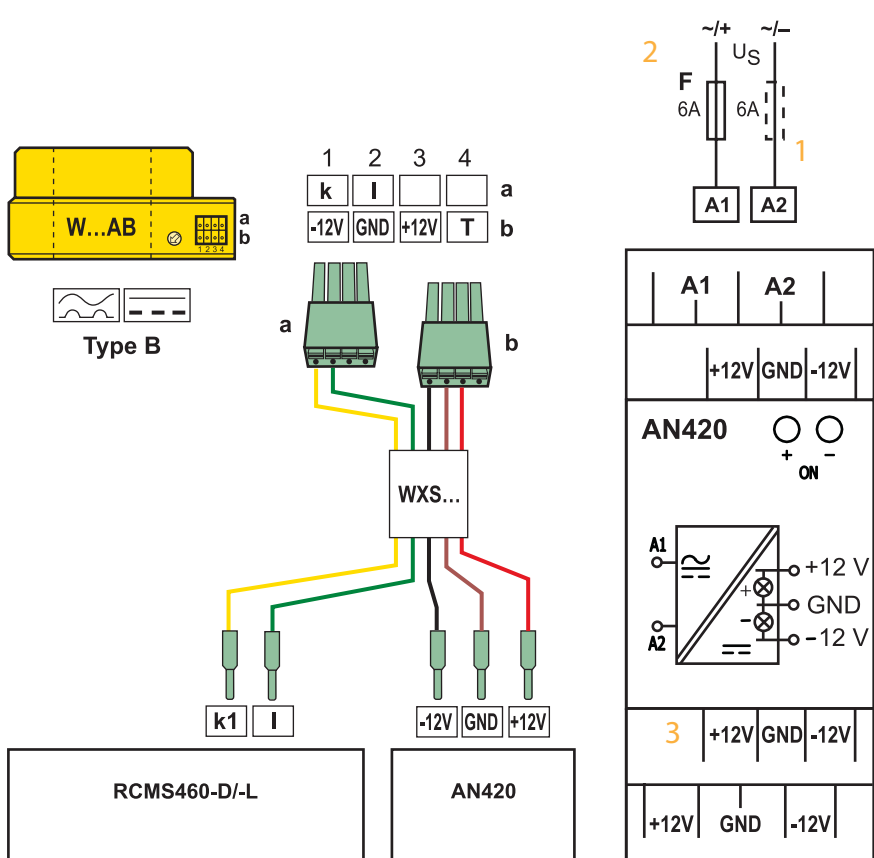 ~/+ ~/–
2 US
F
6A 6A
1
A1 A2
1 2 3 4
k l a
-12V GND +12V T b
W...AB a
b
1 2 3 4
Type B
a
b
WXS...
k1 l
-12V GND +12V
RCMS460-D/-L
AN420
A1 A2
+12V GND -12V
AN420
+ –
ON
A1
+12 V
+
GND
–
A2
–12 V
3 +12V GND -12V
+12V GND -12V